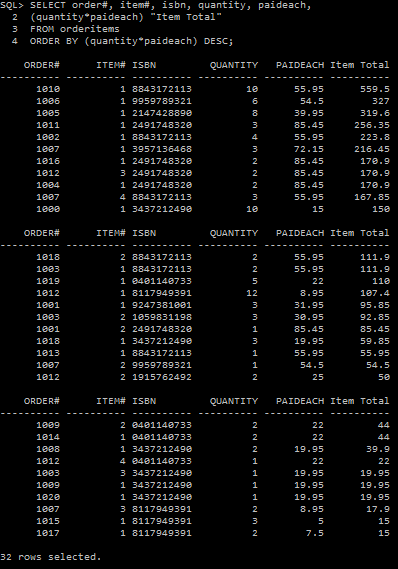 SQL> SELECT order#, item#, isbn, quantity, paideach,
2 (quantity*paideach) "Item Total"
3 FROM orderitems
4 ORDER BY (quantity*paideach) DESC;
ORDER# ITEM# ISBN QUANTITY PAIDEACH Item Total
---------- ---------- ---------- ---------- ---------- ----------
1010 1 8843172113 10 55.95 559.5
1006 1 9959789321 6 54.5 327
1005 1 2147428890 8 39.95 319.6
1011 1 2491748320 3 85.45 256.35
1002 1 8843172113 4 55.95 223.8
1007 1 3957136468 3 72.15 216.45
1016 1 2491748320 2 85.45 170.9
1012 3 2491748320 2 85.45 170.9
1004 1 2491748320 2 85.45 170.9
1007 4 8843172113 3 55.95 167.85
1000 1 3437212490 10 15 150
ORDER# ITEM# ISBN QUANTITY PAIDEACH Item Total
---------- ---------- ---------- ---------- ---------- ----------
1018 2 8843172113 2 55.95 111.9
1003 1 8843172113 2 55.95 111.9
1019 1 0401140733 5 22 110
1012 1 8117949391 12 8.95 107.4
1001 1 9247381001 3 31.95 95.85
1003 2 1059831198 3 30.95 92.85
1001 2 2491748320 1 85.45 85.45
1018 1 3437212490 3 19.95 59.85
1013 1 8843172113 1 55.95 55.95
1007 2 9959789321 1 54.5 54.5
1012 2 1915762492 2 25 50
ORDER# ITEM# ISBN QUANTITY PAIDEACH Item Total
---------- ---------- ---------- ---------- ---------- ----------
1009 2 0401140733 2 22 44
1014 1 0401140733 2 22 44
1008 1 3437212490 2 19.95 39.9
1012 4 0401140733 1 22 22
1003 3 3437212490 1 19.95 19.95
1009 1 3437212490 1 19.95 19.95
1020 1 3437212490 1 19.95 19.95
1007 3 8117949391 2 8.95 17.9
1015 1 8117949391 3 5 15
1017 1 8117949391 2 7.5 15
32 rows selected.